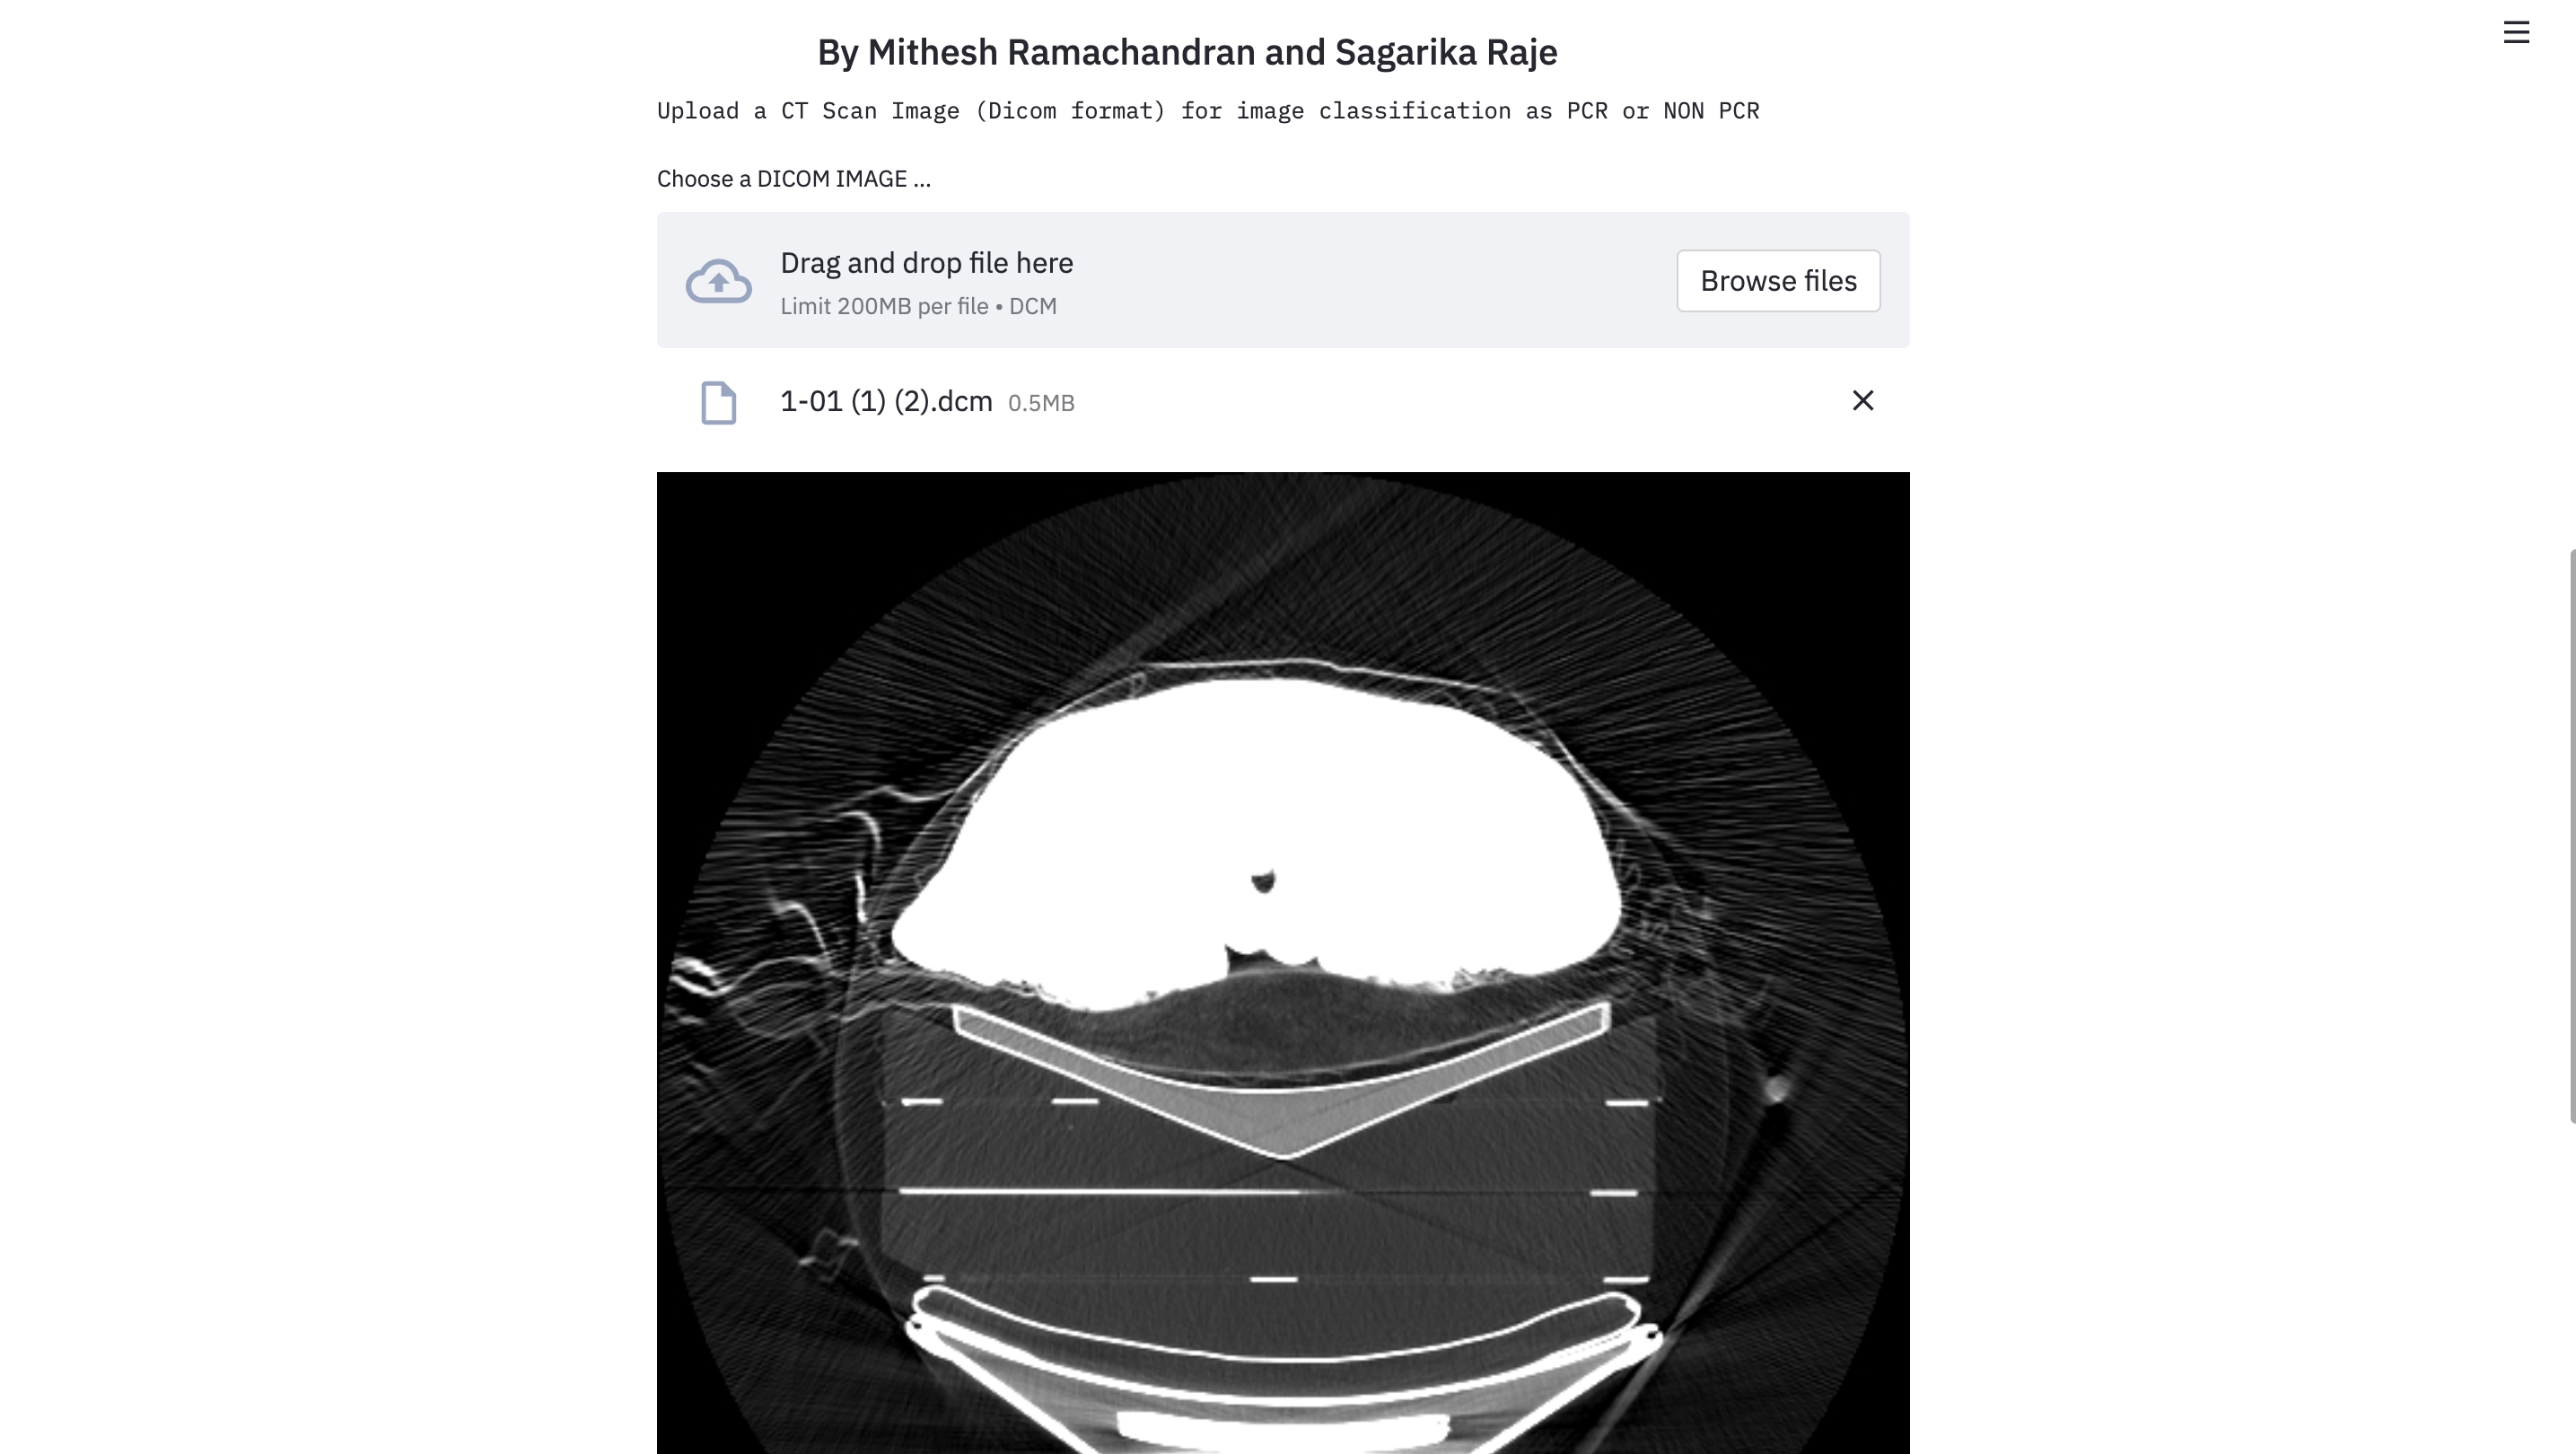 By Mithesh Ramachandran and Sagarika Raje
Upload a CT Scan Image (Dicom format) for image classification as PCR or NON PCR
Choose a DICOM IMAGE ...
Drag and drop file here
Limit 200MB per file • DCM
Browse files
1-01 (1) (2).dcm 0.5MB